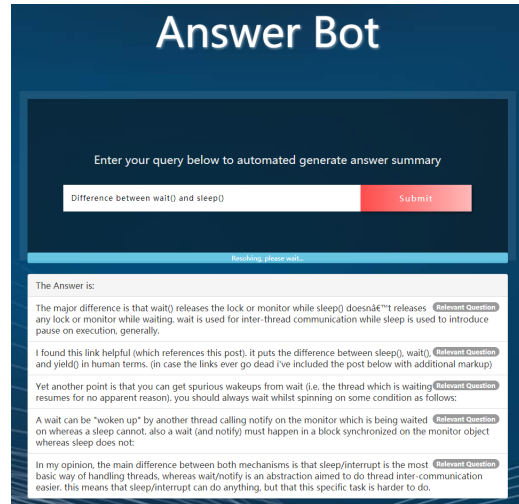 Answer Bot
Enter your query below to automated generate answer summary
Difference between wait() and sleep()
Submit
Resolving, please wait...
The Answer is:
The major difference is that wait() releases the lock or monitor while sleep() doesnâ€™t releases Relevant Question
any lock or monitor while waiting. wait is used for inter-thread communication while sleep is used to introduce
pause on execution, generally.
I found this link helpful (which references this post). it puts the difference between sleep(), wait(), Relevant Question
and yield() in human terms. (in case the links ever go dead i've included the post below with additional markup)
Yet another point is that you can get spurious wakeups from wait (i.e. the thread which is waiting Relevant Question
resumes for no apparent reason). you should always wait whilst spinning on some condition as follows:
A wait can be "woken up" by another thread calling notify on the monitor which is being waited Relevant Question
on whereas a sleep cannot. also a wait (and notify) must happen in a block synchronized on the monitor object
whereas sleep does not:
In my opinion, the main difference between both mechanisms is that sleep/interrupt is the most Relevant Question
basic way of handling threads, whereas wait/notify is an abstraction aimed to do thread inter-communication
easier. this means that sleep/interrupt can do anything, but that this specific task is harder to do.